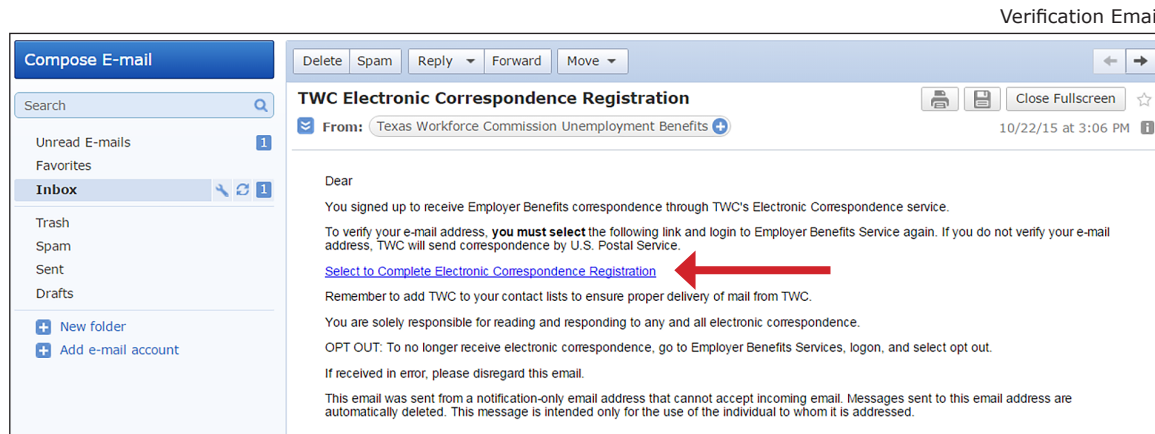 Verification Emai
Compose E-mail
Delete Spam Reply Forward Move
Search
TWC Electronic Correspondence Registration
Close Fullscreen
From: Texas Workforce Commission Unemployment Benefits
10/22/15 at 3:06 PM
Unread E-mails 1
Favorites
Inbox 1
Trash
Spam
Sent
Drafts
New folder
Add e-mail account
Dear
You signed up to receive Employer Benefits correspondence through TWC's Electronic Correspondence service.
To verify your e-mail address, you must select the following link and login to Employer Benefits Service again. If you do not verify your e-mail
address, TWC will send correspondence by U.S. Postal Service.
Select to Complete Electronic Correspondence Registration
Remember to add TWC to your contact lists to ensure proper delivery of mail from TWC.
You are solely responsible for reading and responding to any and all electronic correspondence.
OPT OUT: To no longer receive electronic correspondence, go to Employer Benefits Services, logon, and select opt out.
If received in error, please disregard this email.
This email was sent from a notification-only email address that cannot accept incoming email. Messages sent to this email address are
automatically deleted. This message is intended only for the use of the individual to whom it is addressed.